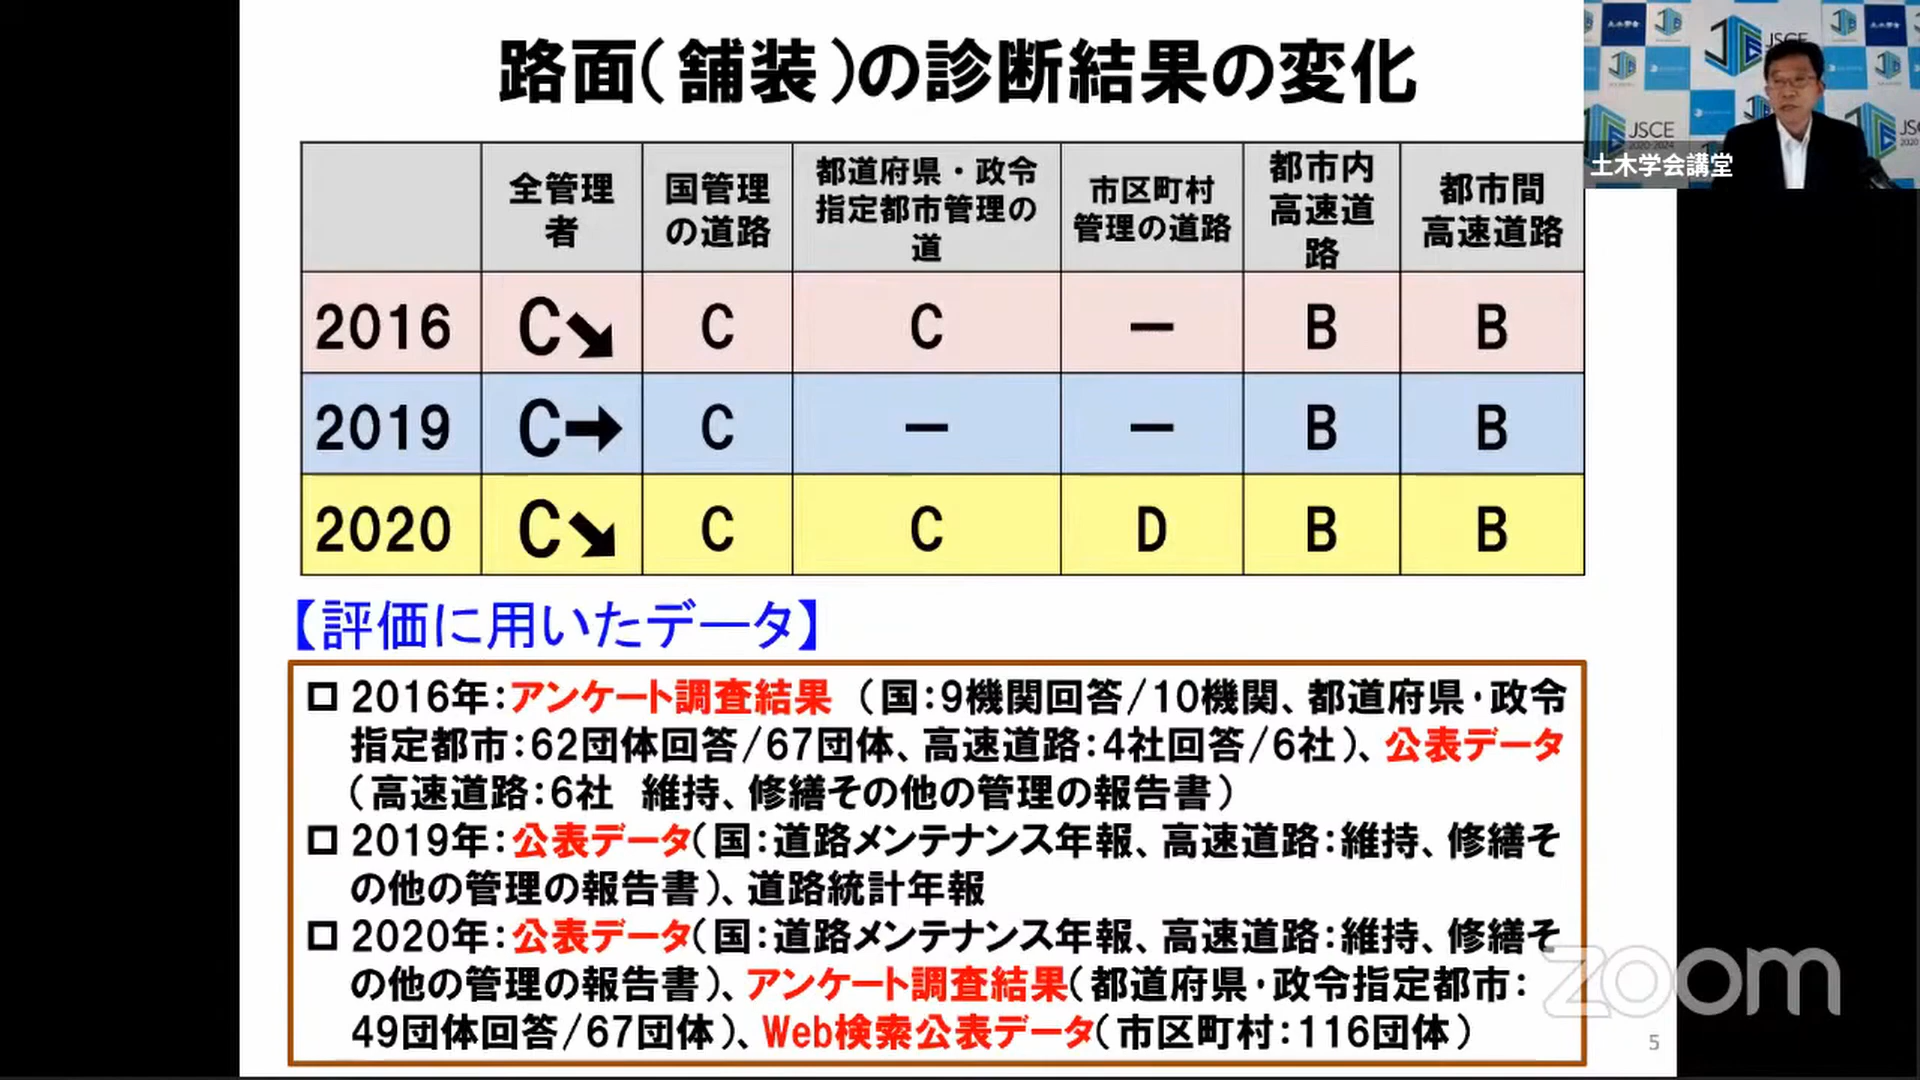 路面(舗装)の診断結果の変化
全管理
者
国管理
の道路
都道府県・政令
指定都市管理の
道
市区町村
管理の道路
都市内
高速道
路
都市間
高速道路
2016 C➘ C C ー B B
2019 C➡ C ー ー B B
2020 C➘ C C D B B
【評価に用いたデータ】
□ 2016年:アンケート調査結果 (国:9機関回答/10機関、都道府県・政令
指定都市:62団体回答/67団体、高速道路:4社回答/6社)、公表データ
(高速道路:6社 維持、修繕その他の管理の報告書)
□ 2019年:公表データ(国:道路メンテナンス年報、高速道路:維持、修繕そ
の他の管理の報告書)、道路統計年報
□ 2020年:公表データ(国:道路メンテナンス年報、高速道路:維持、修繕そ
の他の管理の報告書)、アンケート調査結果(都道府県・政令指定都市:
49団体回答/67団体)、Web検索公表データ(市区町村:116団体)
5
zoom
JSCE
JSCE
2020-2024
土木学会講堂